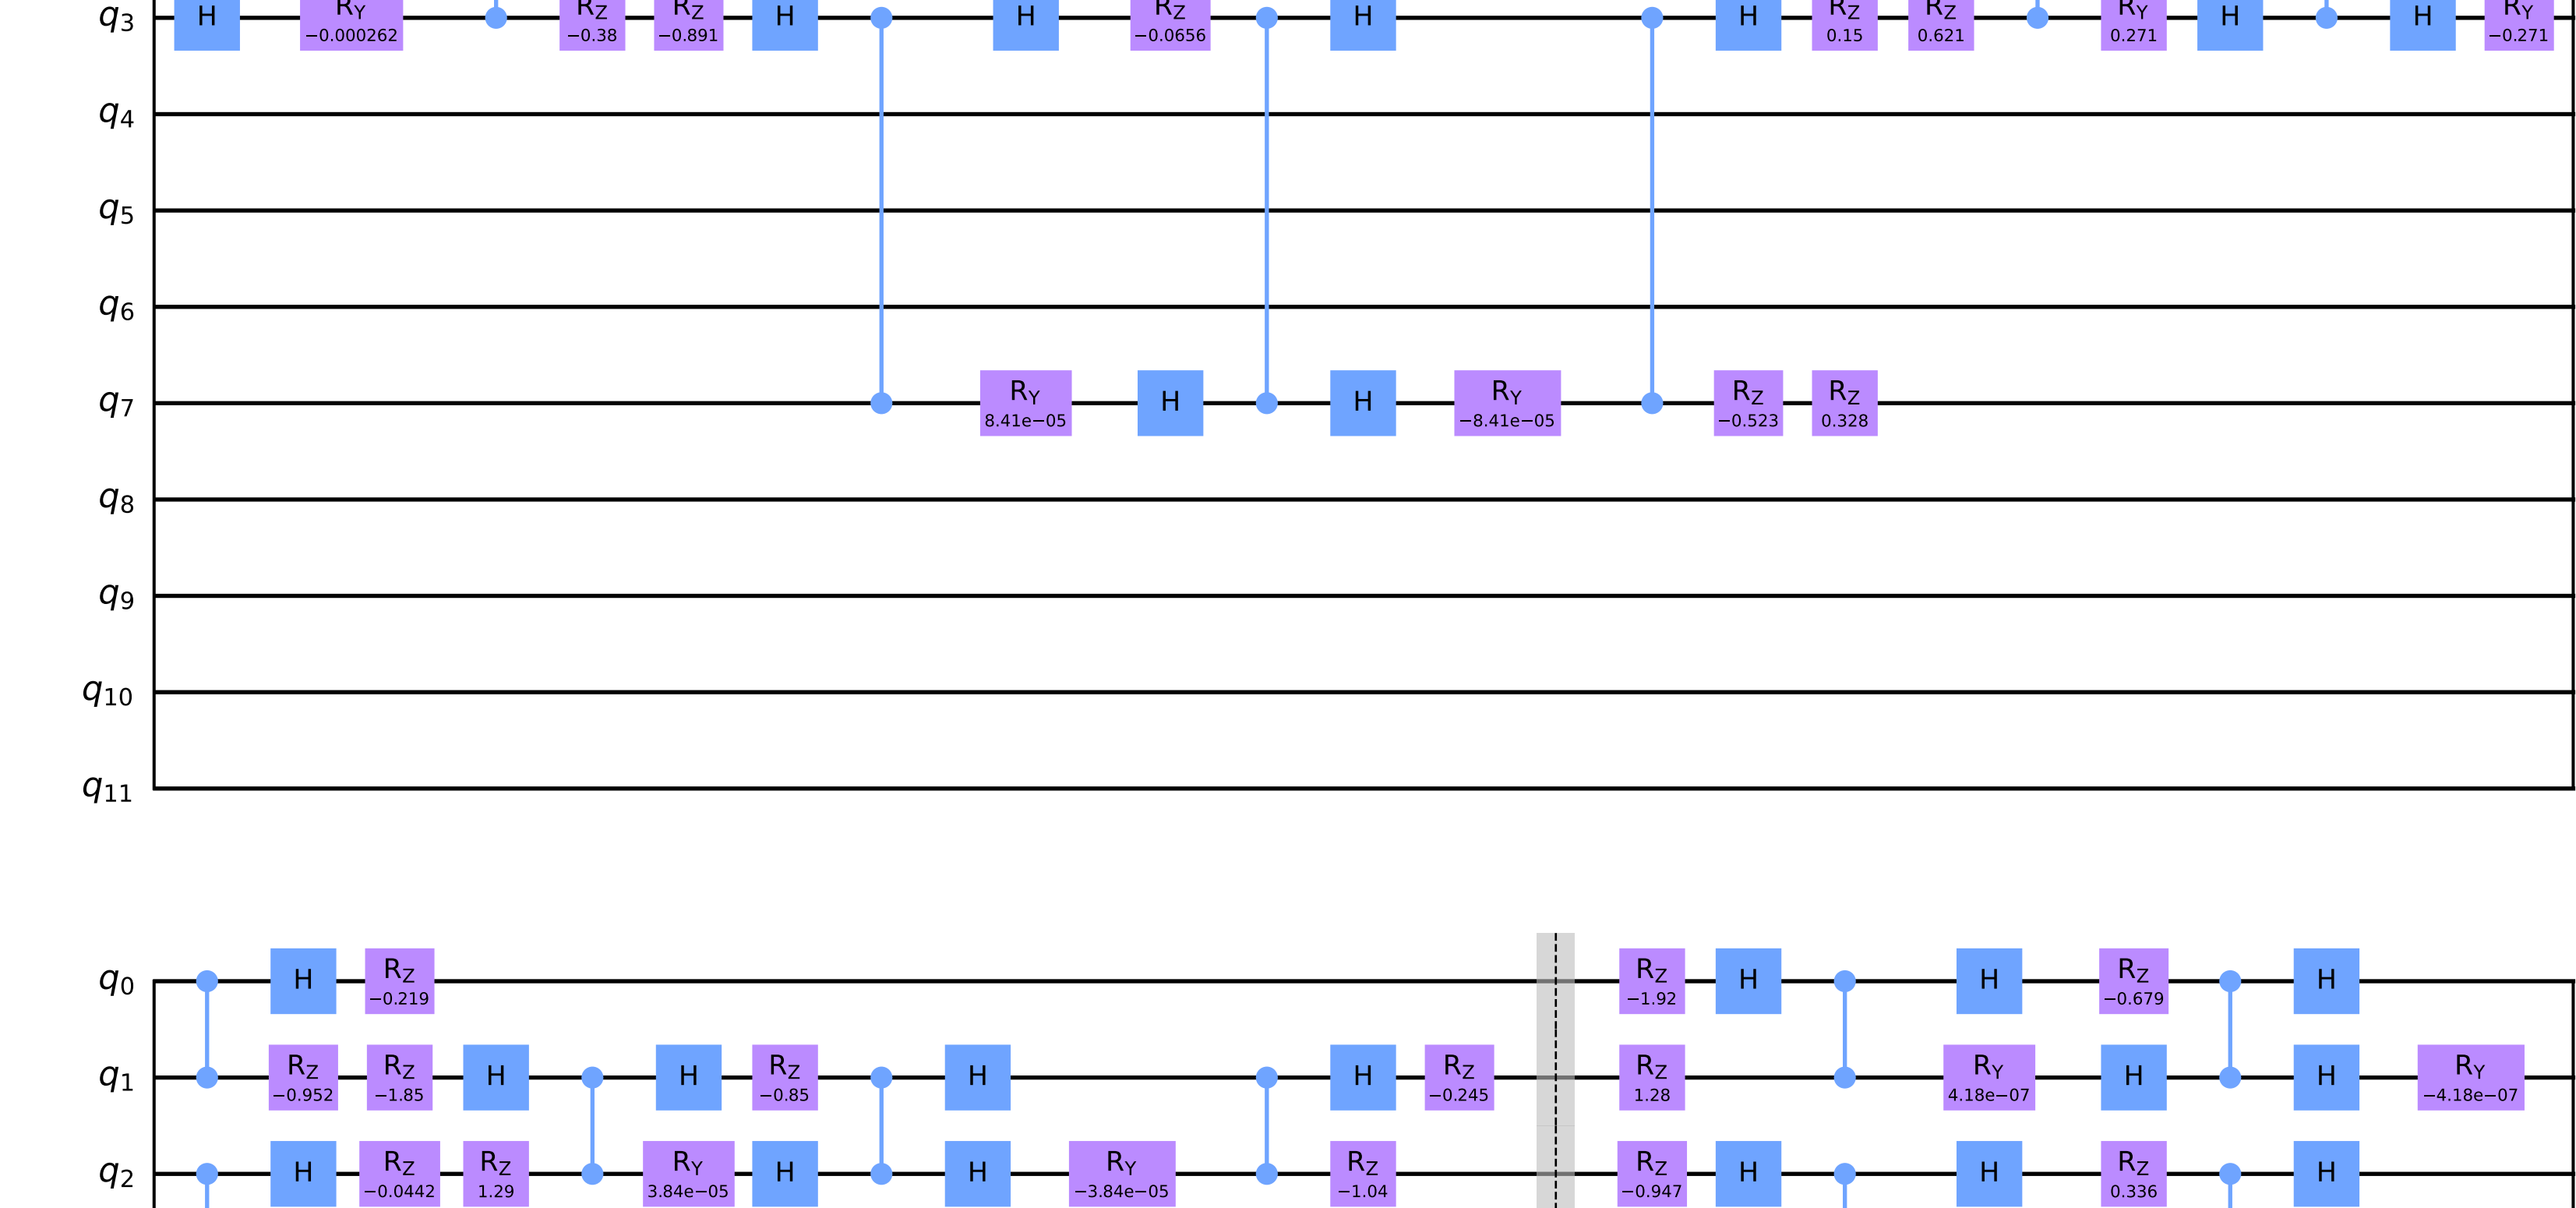 q3 H RY H RZ RZ H H RZ H H RZ RZ RY H H RY
−0.000262 −0.38 −0.891 −0.0656 0.15 0.621 0.271 −0.271
q4
q5
q6
q7 RY H H RY RZ RZ
8.41e−05 −8.41e−05 −0.523 0.328
q8
q9
q10
q11
q0 H RZ RZ H H RZ H
−0.219 −1.92 −0.679
q1 RZ RZ H H RZ H H RZ RZ RY H H RY
−0.952 −1.85 −0.85 −0.245 1.28 4.18e−07 −4.18e−07
q2 H RZ RZ RY H H RY RZ RZ H H RZ H
−0.0442 1.29 3.84e−05 −3.84e−05 −1.04 −0.947 0.336